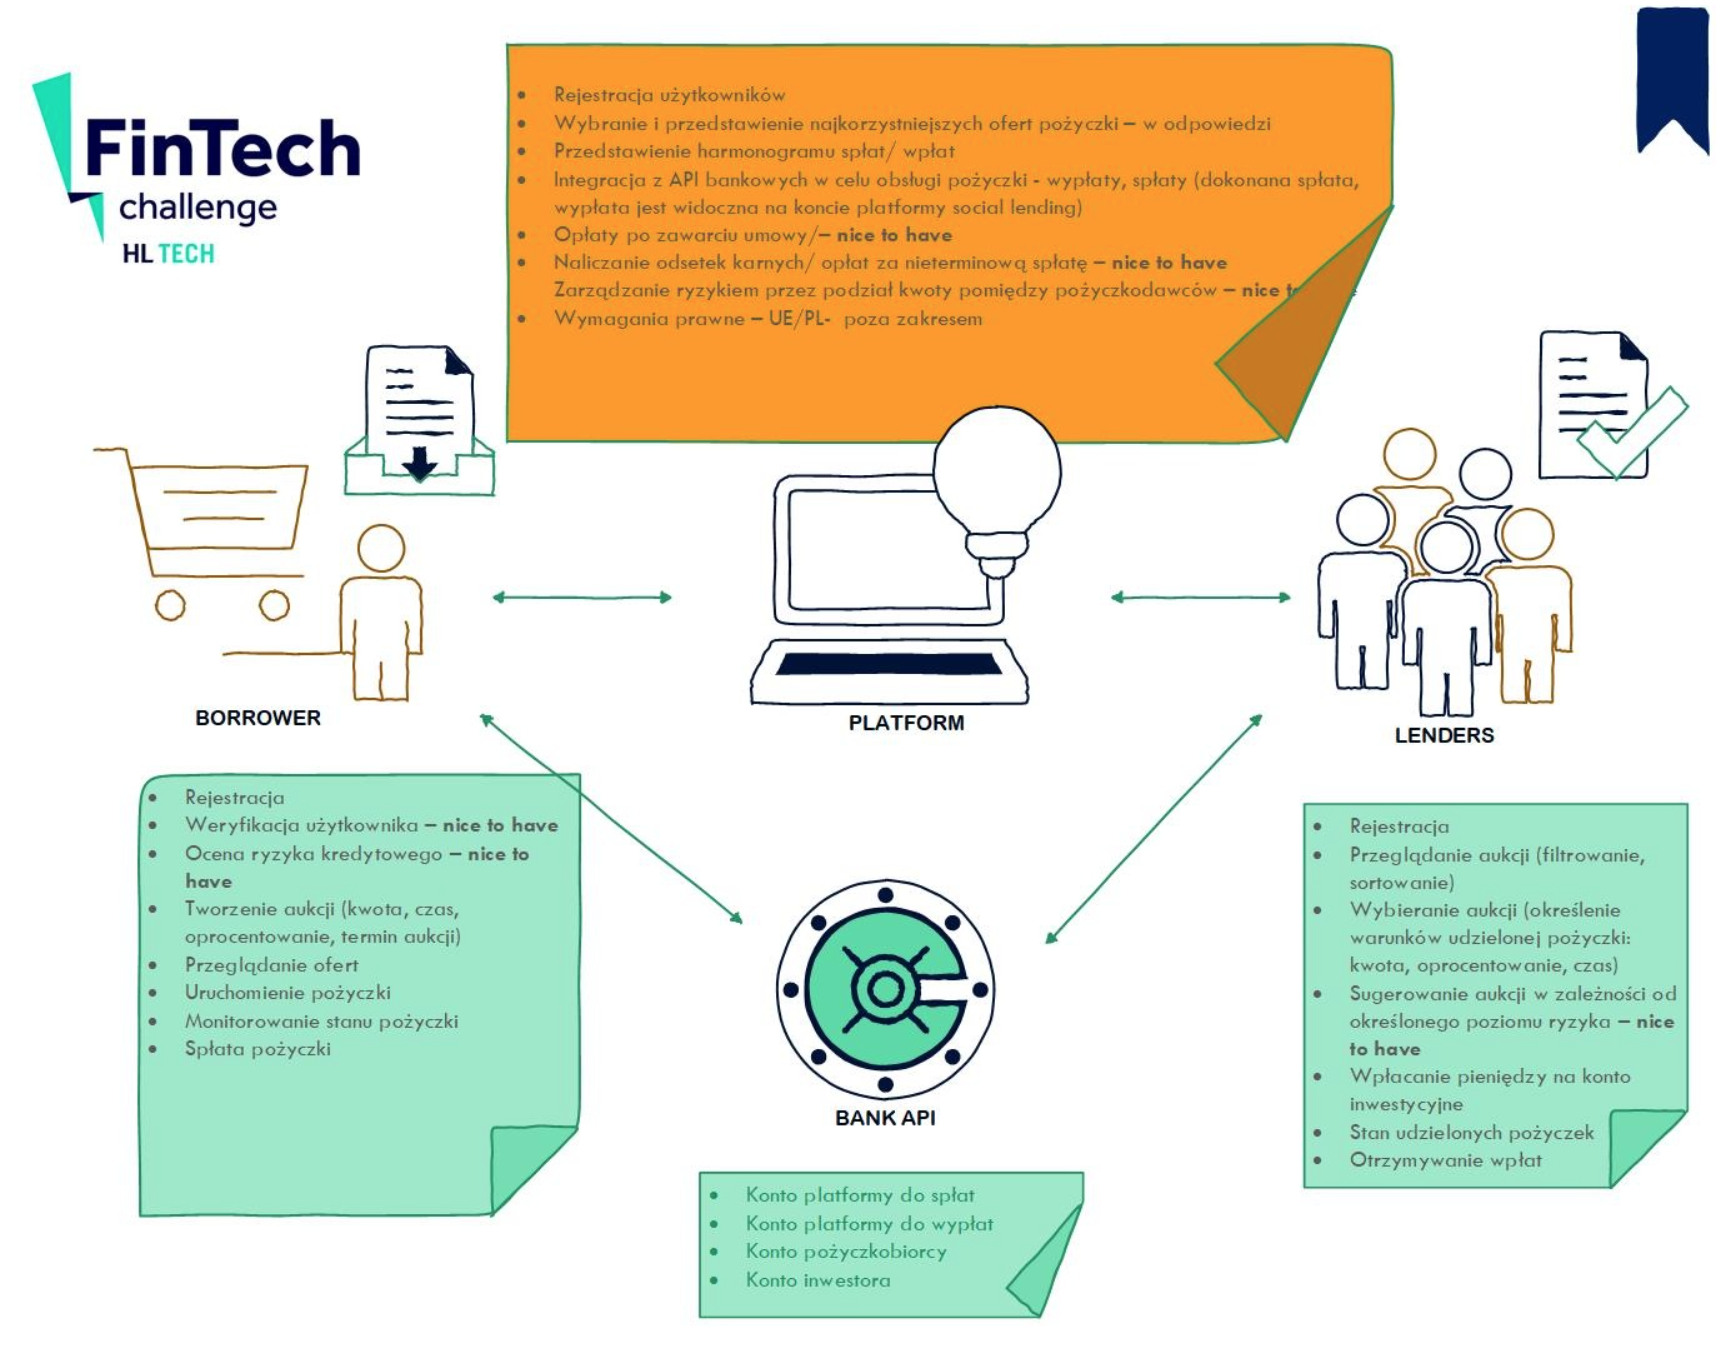 FinTech
challenge
HL TECH
• Rejestracja użytkowników
• Wybranie i przedstawienie najkorzystniejszych ofert pożyczki – w odpowiedzi
• Przedstawienie harmonogramu spłat/ wpłat
• Integracja z API bankowych w celu obsługi pożyczki - wypłaty, spłaty (dokonana spłata,
wypłata jest widoczna na koncie platformy social lending)
• Opłaty po zawarciu umowy/– nice to have
• Naliczanie odsetek karnych/ opłat za nieterminową spłatę – nice to have
Zarządzanie ryzykiem przez podział kwoty pomiędzy pożyczkodawców – nice
• Wymagania prawne – UE/PL- poza zakresem
BORROWER
PLATFORM
LENDERS
• Rejestracja
• Weryfikacja użytkownika – nice to have
• Ocena ryzyka kredytowego – nice to
have
• Tworzenie aukcji (kwota, czas,
oprocentowanie, termin aukcji)
• Przeglądanie ofert
• Uruchomienie pożyczki
• Monitorowanie stanu pożyczki
• Spłata pożyczki
• Rejestracja
• Przeglądanie aukcji (filtrowanie,
sortowanie)
• Wybieranie aukcji (określenie
warunków udzielonej pożyczki:
kwota, oprocentowanie, czas)
• Sugerowanie aukcji w zależności od
określonego poziomu ryzyka – nice
to have
• Wpłacanie pieniędzy na konto
inwestycyjne
• Stan udzielonych pożyczek
• Otrzymywanie wpłat
BANK API
• Konto platformy do spłat
• Konto platformy do wypłat
• Konto pożyczkobiorcy
• Konto inwestora